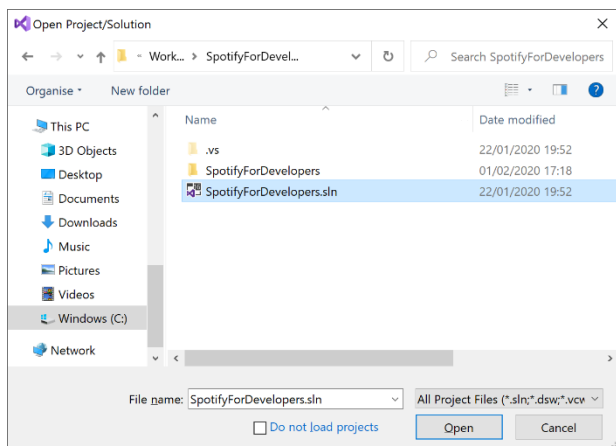 Open Project/Solution
Work... > SpotifyForDevel...
Search SpotifyForDevelopers
Organise
New folder
This PC
3D Objects
Desktop
Documents
Downloads
Music
Pictures
Videos
Windows (C:)
Network
Name Date modified
.vs 22/01/2020 19:52
SpotifyForDevelopers 01/02/2020 17:18
SpotifyForDevelopers.sln 22/01/2020 19:52
File name: SpotifyForDevelopers.sln
All Project Files (*.sln;*.dsw;*.vcw
Do not load projects
Open
Cancel